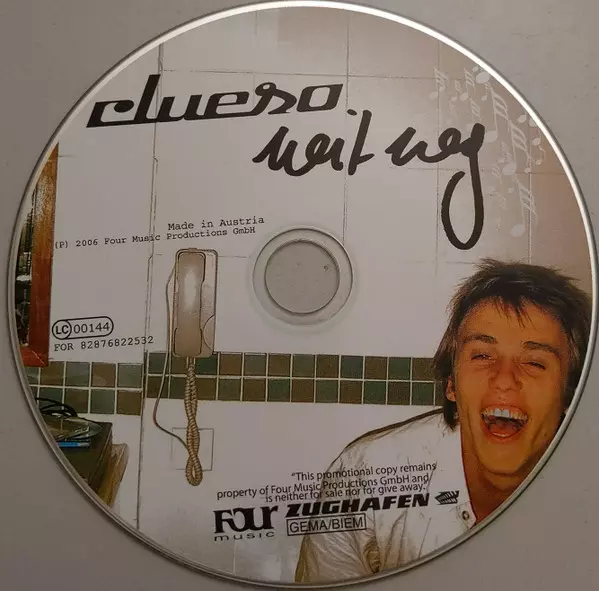 clueso
weit weg
Made in Austria
(P) 2006 Four Music Productions GmbH
LC 00144
FOR 82876822532
"This promotional copy remains
property of Four Music Productions GmbH and
is neither for sale nor for give away."
FOUR MUSIC
ZUGHAFEN
GEMA/BIEM